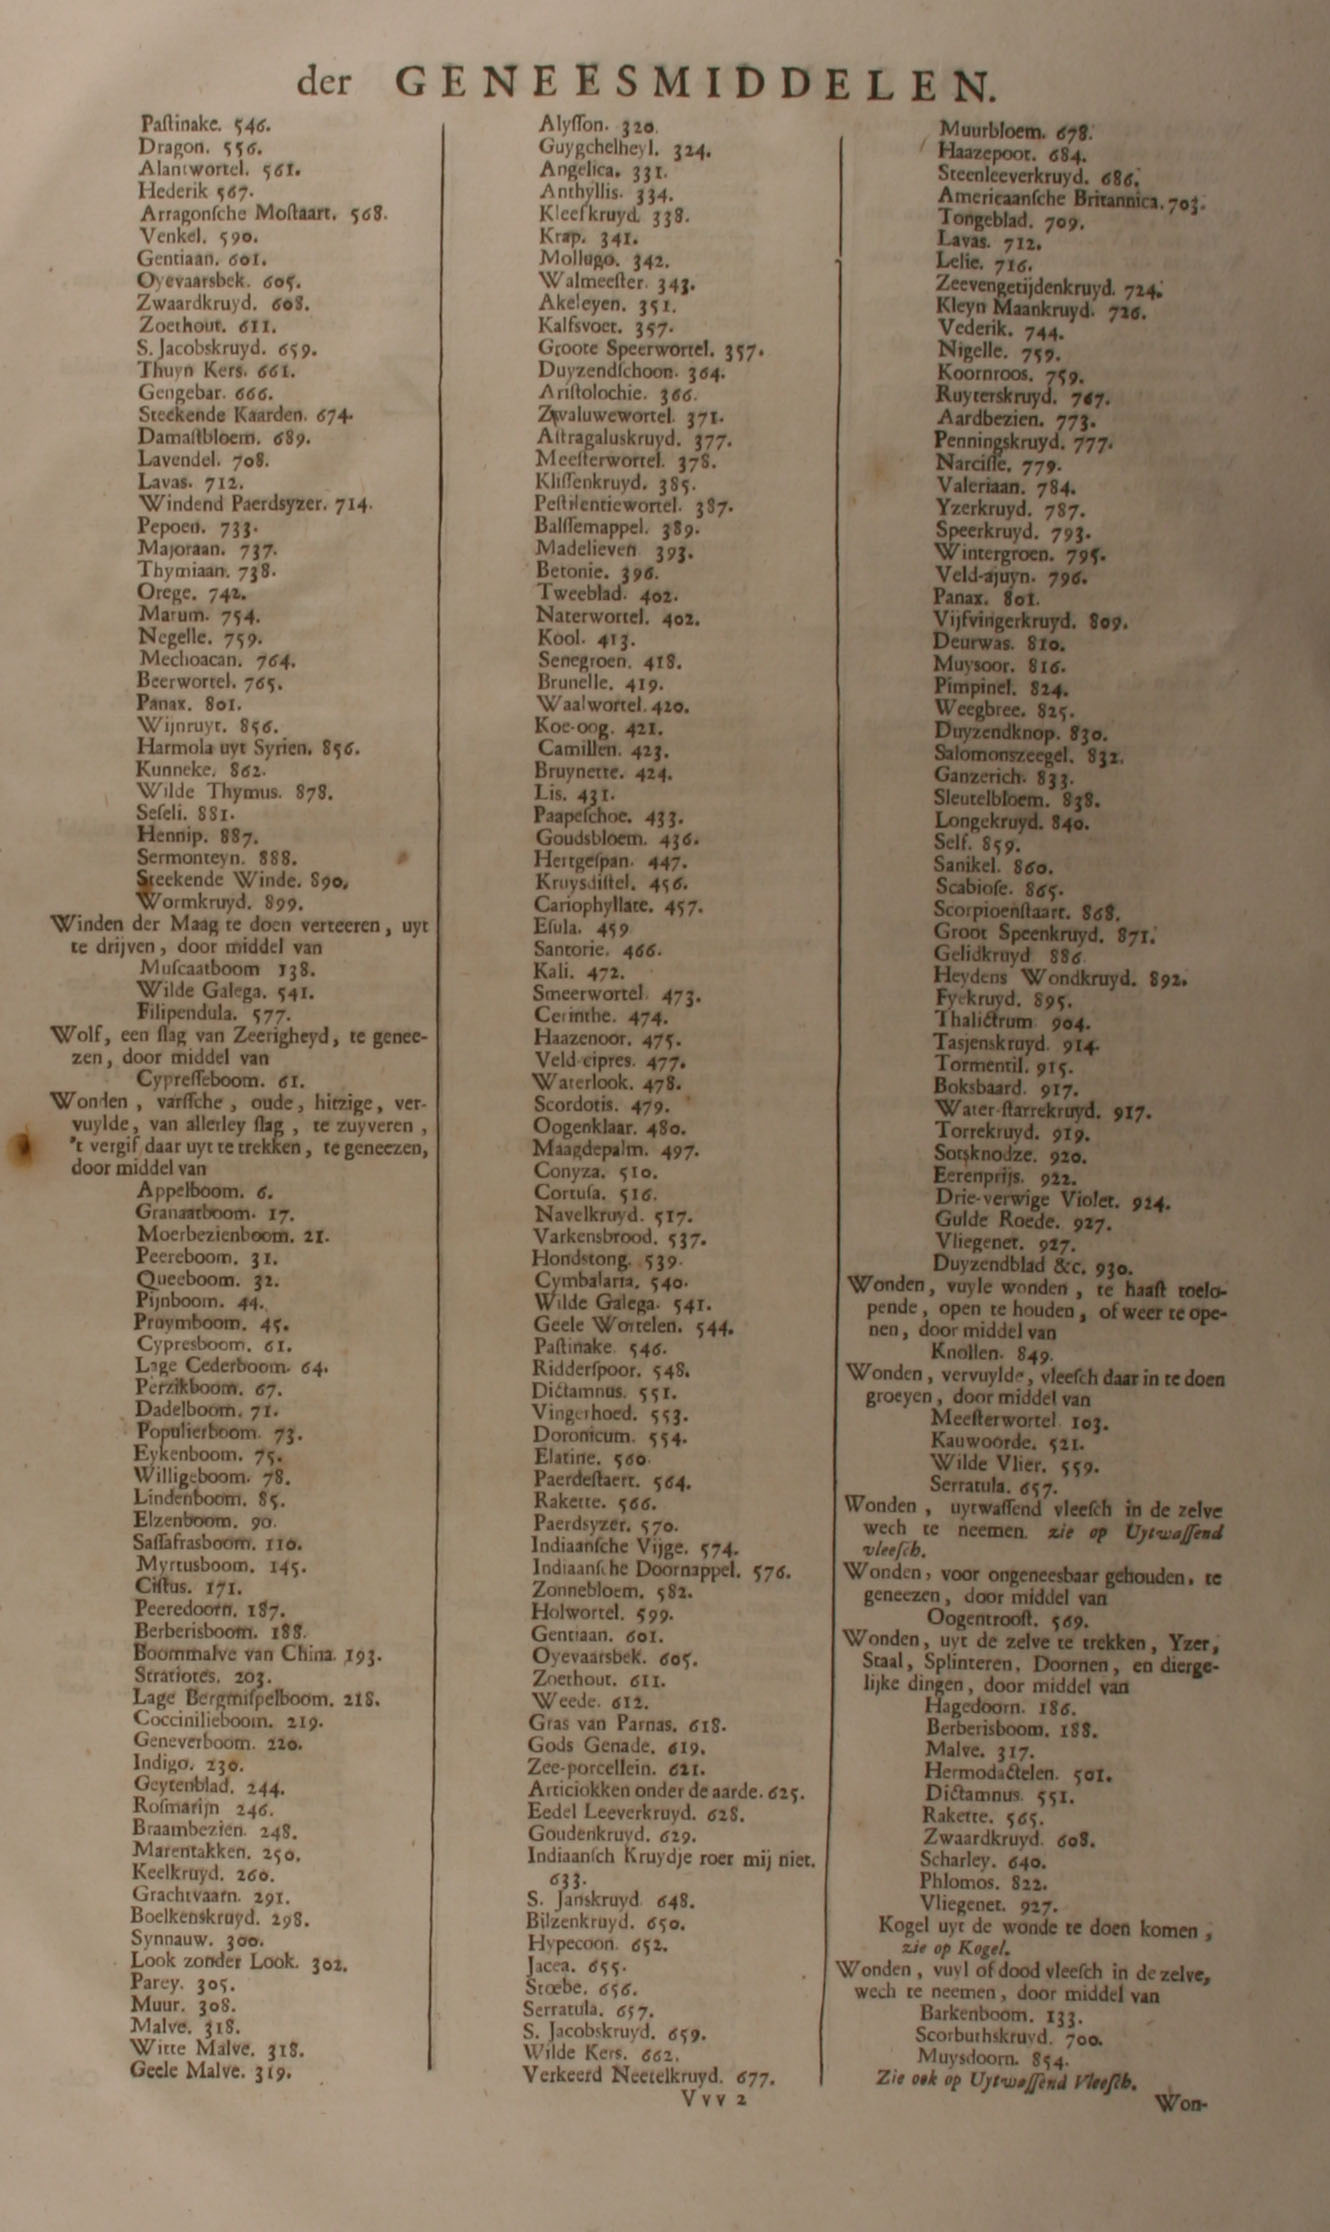 der GENEESMIDDELEN.
Paſtinake. 546.
Dragon. 556.
Alantwortel. 561.
Hederik 567.
Arragonſche Moſtaart. 568.
Venkel. 590.
Gentiaan. 601.
Oyevaarsbek. 605.
Zwaardkruyd. 608.
Zoethout. 611.
S. Jacobskruyd. 659.
Thuyn Kers. 661.
Gengebar. 666.
Steekende Kaarden. 674.
Damaſtbloem. 689.
Lavendel. 708.
Lavas. 712.
Windend Paerdsyzer. 714.
Pepoen. 733.
Majoraan. 737.
Thymiaan. 738.
Orege. 742.
Marum. 754.
Negelle. 759.
Mechoacan. 764.
Beerwortel. 765.
Panax. 801.
Wijnruyt. 856.
Harmola uyt Syrien. 856.
Kunneke. 862.
Wilde Thymus. 878.
Seſeli. 881.
Hennip. 887.
Sermonteyn. 888.
Steekende Winde. 890.
Wormkruyd. 899.
Winden der Maag te doen verteeren, uyt
te drijven, door middel van
Muſcaatboom 138.
Wilde Galega. 541.
Filipendula. 577.
Wolf, een ſlag van Zeerigheyd, te genee-
zen, door middel van
Cypreſſeboom. 61.
Wonden, varſſche, oude, hitzige, ver-
vuylde, van allerley ſlag, te zuyveren,
't vergif daar uyt te trekken, te geneezen,
door middel van
Appelboom. 6.
Granaatboom. 17.
Moerbezienboom. 21.
Peereboom. 31.
Queeboom. 32.
Pijnboom. 44.
Pruymboom. 45.
Cypresboom. 61.
Lage Cederboom. 64.
Perzikboom. 67.
Dadelboom. 71.
Populierboom. 73.
Eykenboom. 75.
Willigeboom. 78.
Lindenboom. 85.
Elzenboom. 90.
Saſſafrasboom. 110.
Myrtusboom. 145.
Ciſtus. 171.
Peeredoorn. 187.
Berberisboom. 188.
Boommalve van China. 193.
Stratiotes. 203.
Lage Bergmiſpelboom. 218.
Coccinilieboom. 219.
Geneverboom. 220.
Indigo. 230.
Geytenblad. 244.
Roſmarijn 246.
Braambezien. 248.
Marentakken. 250.
Keelkruyd. 260.
Grachtvaarn. 291.
Boelkenskruyd. 298.
Synnauw. 300.
Look zonder Look. 302.
Parey. 305.
Muur. 308.
Malve. 318.
Witte Malve. 318.
Geele Malve. 319.
Alyſſon. 320.
Guygchelheyl. 324.
Angelica. 331.
Anthyllis. 334.
Kleefkruyd. 338.
Krap. 341.
Mollugo. 342.
Walmeeſter. 343.
Akeleyen. 351.
Kalfsvoet. 357.
Groote Speerwortel. 357.
Duyzendſchoon. 364.
Ariſtolochie. 366.
Zwaluwewortel. 371.
Aſtragaluskruyd. 377.
Meeſterwortel. 378.
Kliſſenkruyd. 385.
Peſtilentiewortel. 387.
Balſſemappel. 389.
Madelieven 393.
Betonie. 396.
Tweeblad. 402.
Naterwortel. 402.
Kool. 413.
Senegroen. 418.
Brunelle. 419.
Waalwortel. 420.
Koe-oog. 421.
Camillen. 423.
Bruynette. 424.
Lis. 431.
Paapeſchoe. 433.
Goudsbloem. 436.
Hertgeſpan. 447.
Kruysdiſtel. 456.
Cariophyllate. 457.
Eſula. 459
Santorie. 466.
Kali. 472.
Smeerwortel. 473.
Cerinthe. 474.
Haazenoor. 475.
Veld-cipres. 477.
Waterlook. 478.
Scordotis. 479.
Oogenklaar. 480.
Maagdepalm. 497.
Conyza. 510.
Cortuſa. 516.
Navelkruyd. 517.
Varkensbrood. 537.
Hondstong. 539.
Cymbalaria. 540.
Wilde Galega. 541.
Geele Wortelen. 544.
Paſtinake. 546.
Ridderſpoor. 548.
Dictamnus. 551.
Vingerhoed. 553.
Doronicum. 554.
Elatine. 560.
Paerdeſtaert. 564.
Rakette. 566.
Paerdsyzer. 570.
Indiaanſche Vijge. 574.
Indiaanſche Doornappel. 576.
Zonnebloem. 582.
Holwortel. 599.
Gentiaan. 601.
Oyevaarsbek. 605.
Zoethout. 611.
Weede. 612.
Gras van Parnas. 618.
Gods Genade. 619.
Zee-porcellein. 621.
Articiokken onder de aarde. 625.
Eedel Leeverkruyd. 628.
Goudenkruyd. 629.
Indiaanſch Kruydje roer mij niet.
633.
S. Janskruyd. 648.
Bilzenkruyd. 650.
Hypecoon. 652.
Jacea. 655.
Stœbe. 656.
Serratula. 657.
S. Jacobskruyd. 659.
Wilde Kers. 662.
Verkeerd Neetelkruyd. 677.
Vvv 2
Muurbloem. 678.
Haazepoot. 684.
Steenleeverkruyd. 686.
Americaanſche Britannica. 703.
Tongeblad. 709.
Lavas. 712.
Lelie. 716.
Zeevengetijdenkruyd. 724.
Kleyn Maankruyd. 726.
Vederik. 744.
Nigelle. 759.
Koornroos. 759.
Ruyterskruyd. 767.
Aardbezien. 773.
Penningskruyd. 777.
Narciſſe. 779.
Valeriaan. 784.
Yzerkruyd. 787.
Speerkruyd. 793.
Wintergroen. 795.
Veld-ajuyn. 796.
Panax. 801.
Vijfvingerkruyd. 809.
Deurwas. 810.
Muysoor. 816.
Pimpinel. 824.
Weegbree. 825.
Duyzendknop. 830.
Salomonszeegel. 832.
Ganzerich. 833.
Sleutelbloem. 838.
Longekruyd. 840.
Self. 859.
Sanikel. 860.
Scabioſe. 865.
Scorpioenſtaart. 868.
Groot Speenkruyd. 871.
Gelidkruyd 886
Heydens Wondkruyd. 892.
Fyekruyd. 895.
Thalictrum 904.
Tasjenskruyd. 914.
Tormentil. 915.
Boksbaard. 917.
Water-ſtarrekruyd. 917.
Torrekruyd. 919.
Sotsknodze. 920.
Eerenprijs. 922.
Drie-verwige Violet. 924.
Gulde Roede. 927.
Vliegenet. 927.
Duyzendblad &c. 930.
Wonden, vuyle wonden, te haaſt toelo-
pende, open te houden, of weer te ope-
nen, door middel van
Knollen. 849.
Wonden, vervuylde, vleeſch daar in te doen
groeyen, door middel van
Meeſterwortel 103.
Kauwoorde. 521.
Wilde Vlier. 559.
Serratula. 657.
Wonden, uytwaſſend vleeſch in de zelve
wech te neemen. zie op Uytwaſſend
vleeſch.
Wonden, voor ongeneesbaar gehouden, te
geneezen, door middel van
Oogentrooſt. 569.
Wonden, uyt de zelve te trekken, Yzer,
Staal, Splinteren, Doornen, en dierge-
lijke dingen, door middel van
Hagedoorn. 186.
Berberisboom. 188.
Malve. 317.
Hermodactelen. 501.
Dictamnus. 551.
Rakette. 565.
Zwaardkruyd. 608.
Scharley. 640.
Phlomos. 822.
Vliegenet. 927.
Kogel uyt de wonde te doen komen,
zie op Kogel.
Wonden, vuyl of dood vleeſch in de zelve,
wech te neemen, door middel van
Barkenboom. 133.
Scorbuthskruyd. 700.
Muysdoorn. 854.
Zie ook op Uytwaſſend Vleeſch.
Won-